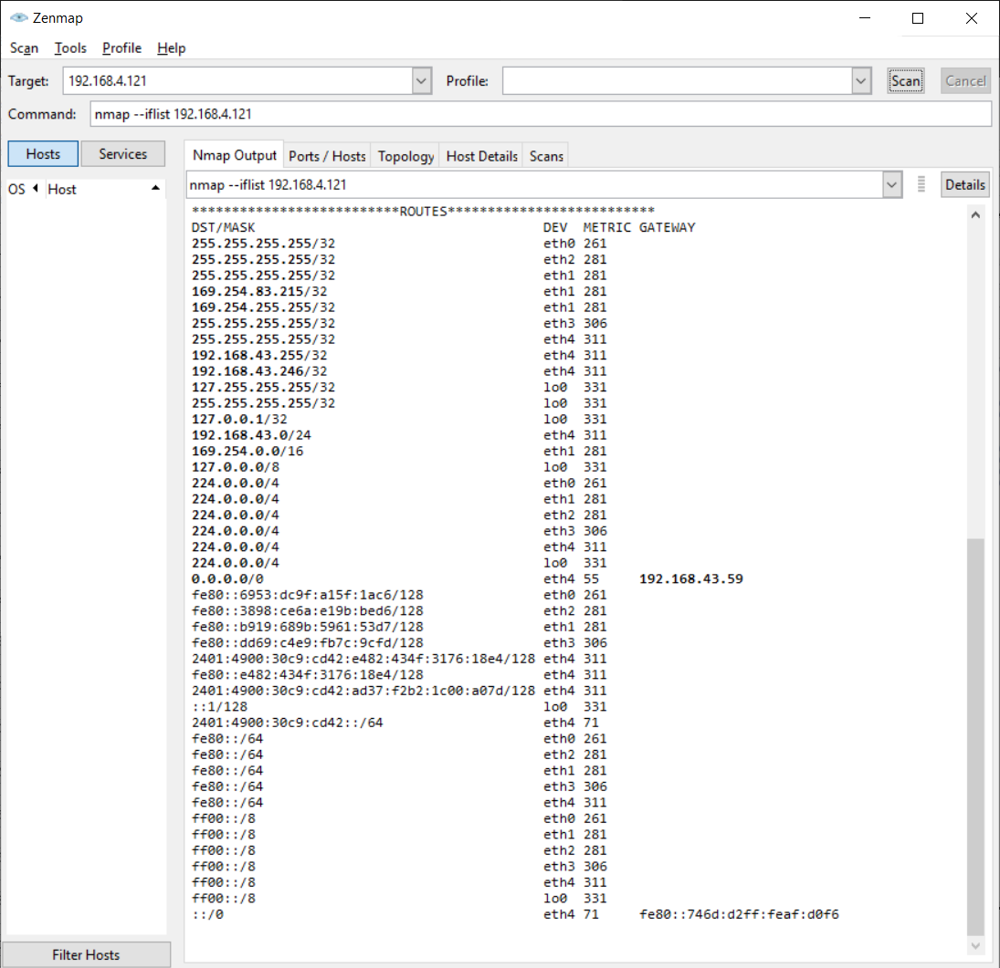 Zenmap
Scan Tools Profile Help
Target: 192.168.4.121 Profile: Scan Cancel
Command: nmap --iflist 192.168.4.121
Hosts Services Nmap Output Ports / Hosts Topology Host Details Scans
OS Host nmap --iflist 192.168.4.121 Details
**************************ROUTES**************************
DST/MASK DEV METRIC GATEWAY
255.255.255.255/32 eth0 261
255.255.255.255/32 eth2 281
255.255.255.255/32 eth1 281
169.254.83.215/32 eth1 281
169.254.255.255/32 eth1 281
255.255.255.255/32 eth3 306
255.255.255.255/32 eth4 311
192.168.43.255/32 eth4 311
192.168.43.246/32 eth4 311
127.255.255.255/32 lo0 331
255.255.255.255/32 lo0 331
127.0.0.1/32 lo0 331
192.168.43.0/24 eth4 311
169.254.0.0/16 eth1 281
127.0.0.0/8 lo0 331
224.0.0.0/4 eth0 261
224.0.0.0/4 eth1 281
224.0.0.0/4 eth2 281
224.0.0.0/4 eth3 306
224.0.0.0/4 eth4 311
224.0.0.0/4 lo0 331
0.0.0.0/0 eth4 55 192.168.43.59
fe80::6953:dc9f:a15f:1ac6/128 eth0 261
fe80::3898:ce6a:e19b:bed6/128 eth2 281
fe80::b919:689b:5961:53d7/128 eth1 281
fe80::dd69:c4e9:fb7c:9cfd/128 eth3 306
2401:4900:30c9:cd42:e482:434f:3176:18e4/128 eth4 311
fe80::e482:434f:3176:18e4/128 eth4 311
2401:4900:30c9:cd42:ad37:f2b2:1c00:a07d/128 eth4 311
::1/128 lo0 331
2401:4900:30c9:cd42::/64 eth4 71
fe80::/64 eth0 261
fe80::/64 eth2 281
fe80::/64 eth1 281
fe80::/64 eth3 306
fe80::/64 eth4 311
ff00::/8 eth0 261
ff00::/8 eth1 281
ff00::/8 eth2 281
ff00::/8 eth3 306
ff00::/8 eth4 311
ff00::/8 lo0 331
::/0 eth4 71 fe80::746d:d2ff:feaf:d0f6
Filter Hosts